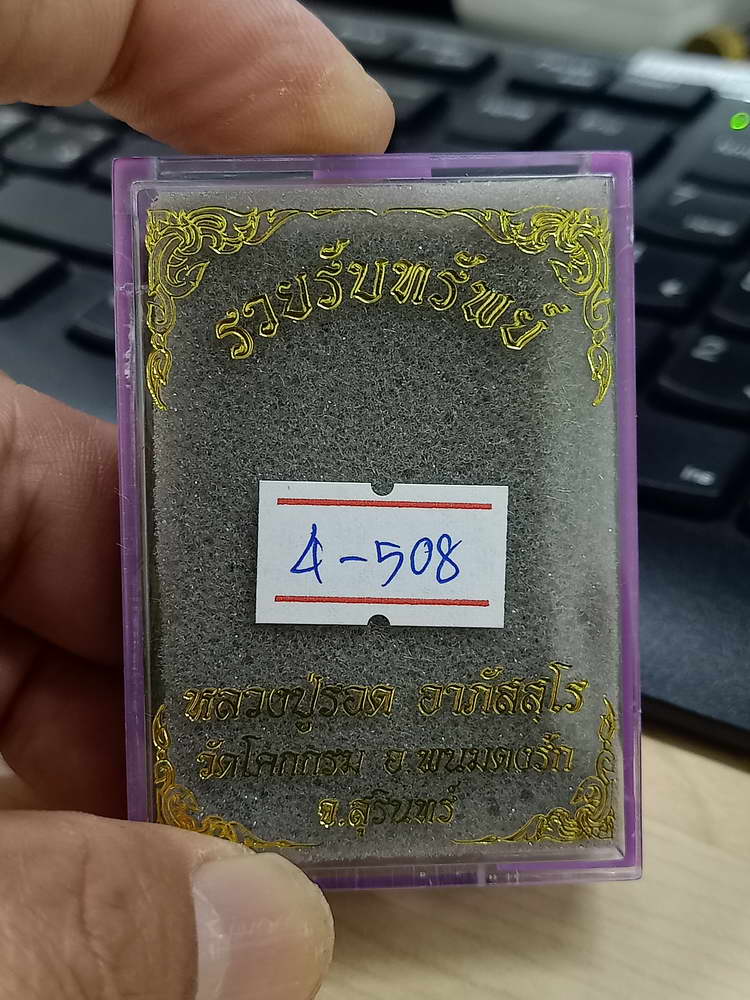 รวยรับทรัพย์
4-508
หลวงปู่รอด อาภัสสุโร
วัดโคกกรม อ.พนมดงรัก
จ.สุรินทร์